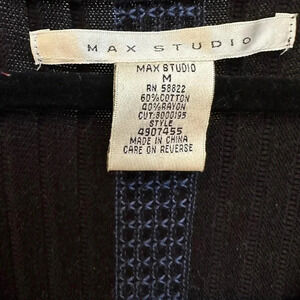 MAX STUDIO
MAX STUDIO
M
RN 58822
60%COTTON
40%RAYON
CUT:3000195
STYLE
4907455
MADE IN CHINA
CARE ON REVERSE